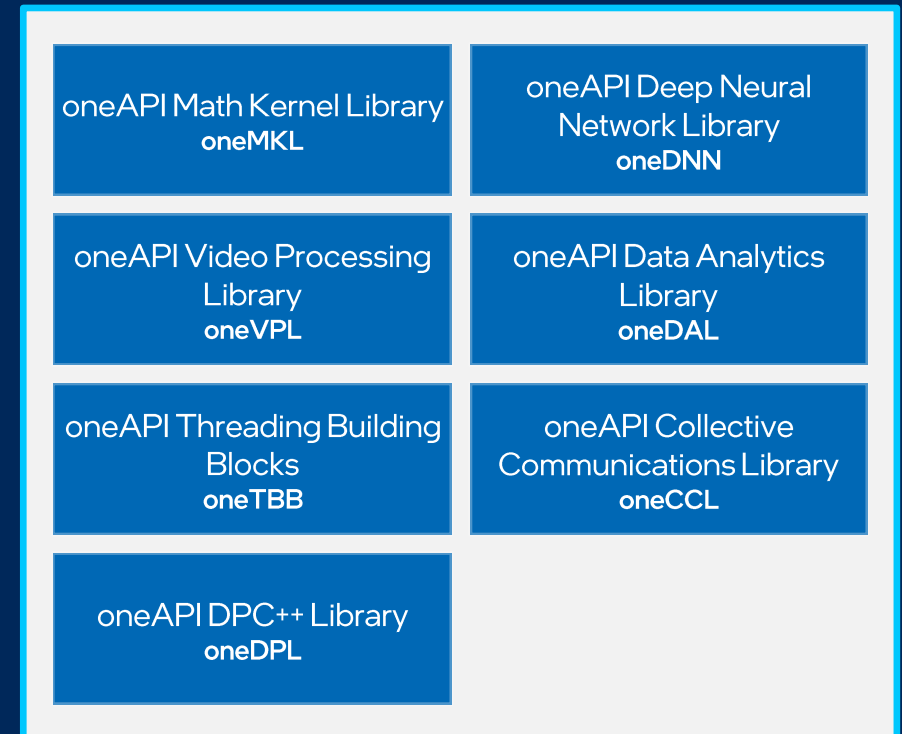 oneAPI Math Kernel Library
oneMKL
oneAPI Deep Neural
Network Library
oneDNN
oneAPI Video Processing
Library
oneVPL
oneAPI Data Analytics
Library
oneDAL
oneAPI Threading Building
Blocks
oneTBB
oneAPI Collective
Communications Library
oneCCL
oneAPI DPC++ Library
oneDPL